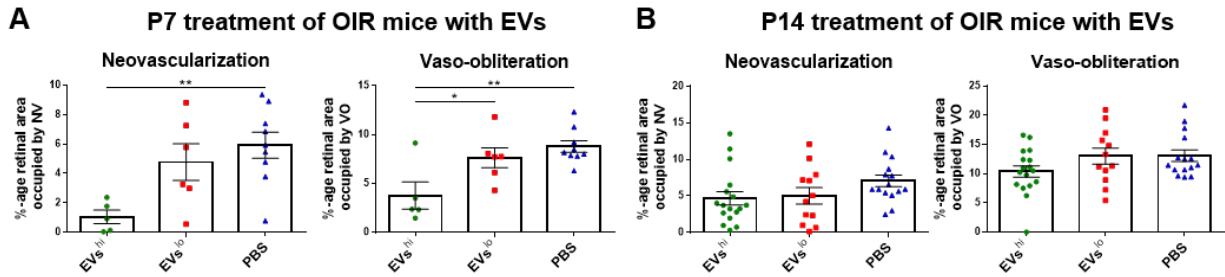 A
P7 treatment of OIR mice with EVs
Neovascularization
%-age retinal area
occupied by NV
10
8
6
4
2
0
**
EVs hi
EVs lo
PBS
Vaso-obliteration
%-age retinal area
occupied by VO
15
10
5
0
**
*
EVs hi
EVs lo
PBS
B
P14 treatment of OIR mice with EVs
Neovascularization
%-age retinal area
occupied by NV
20
15
10
5
0
EVs hi
EVs lo
PBS
Vaso-obliteration
%-age retinal area
occupied by VO
25
20
15
10
5
0
EVs hi
EVs lo
PBS